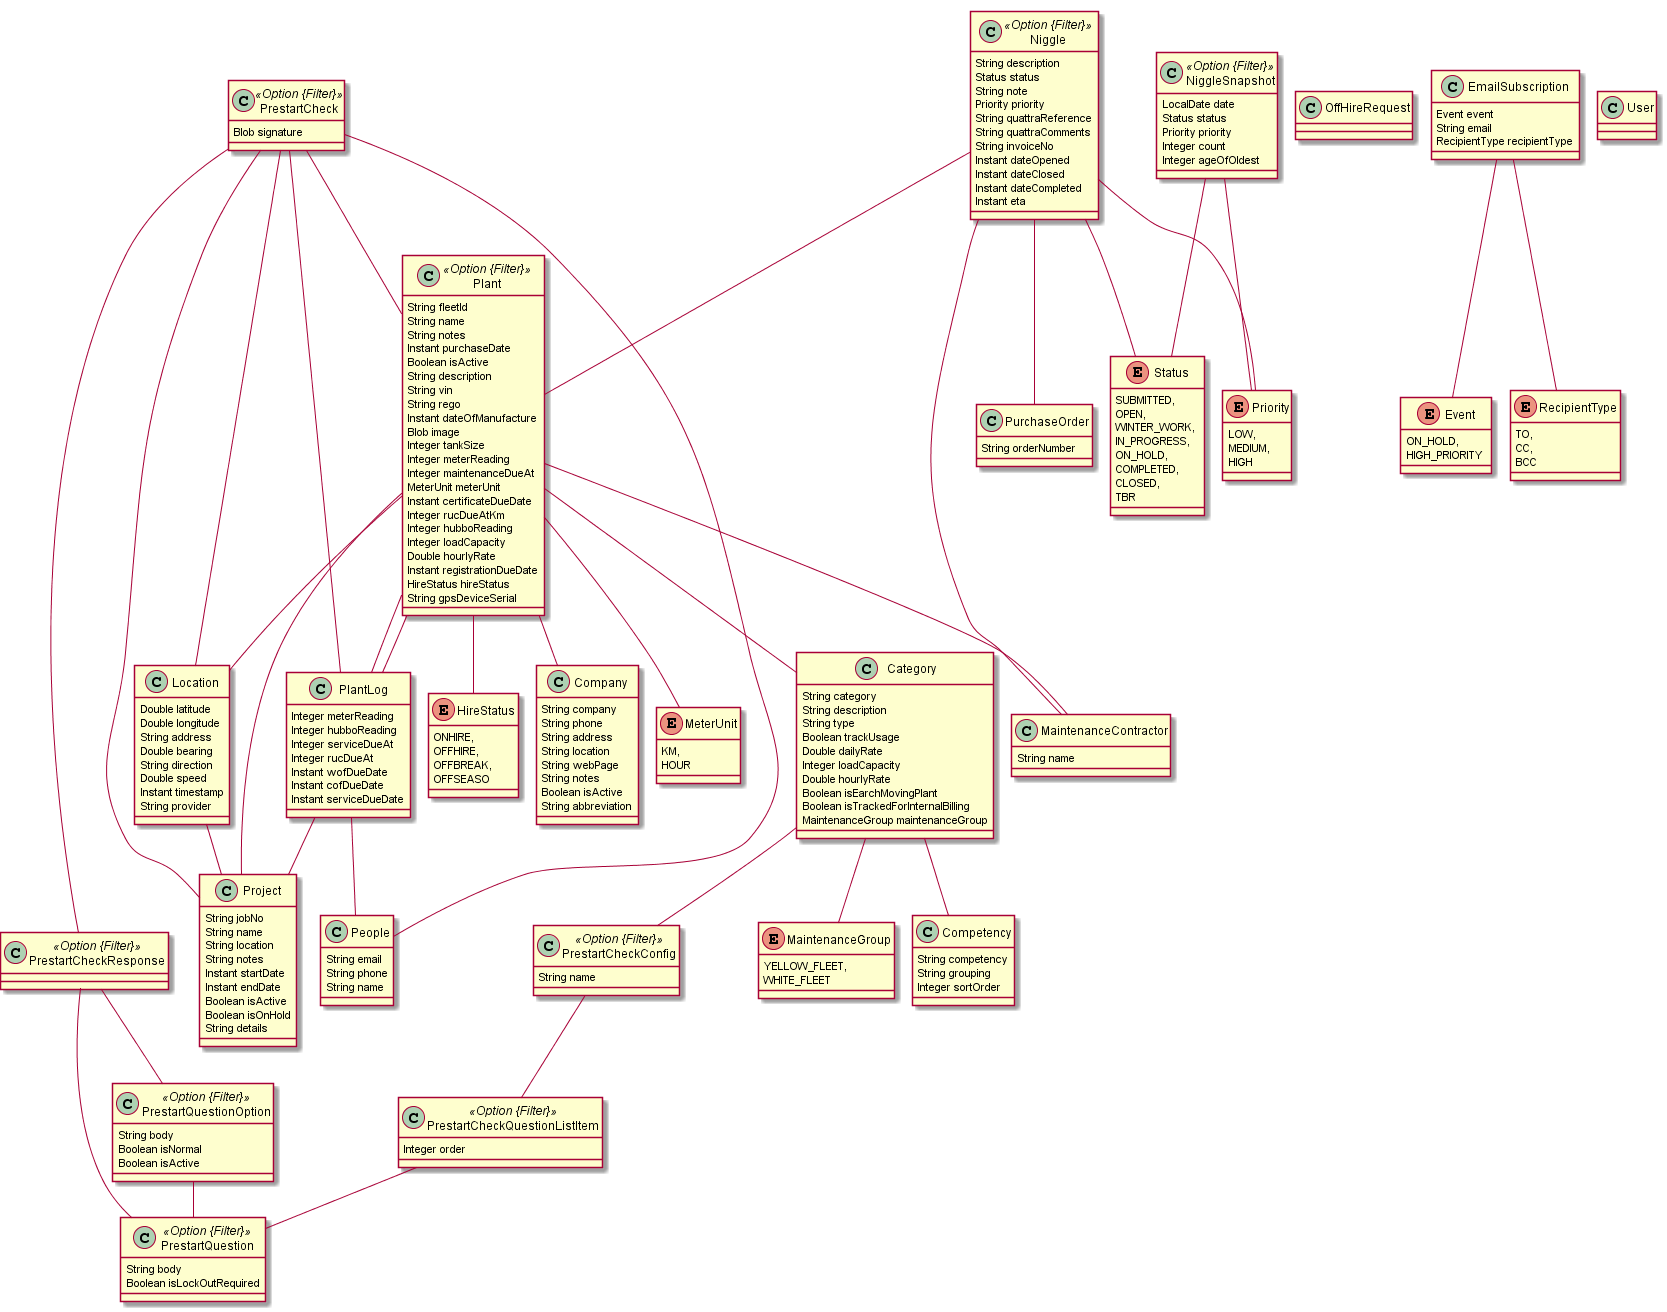 «Option {Filter}»
Niggle
String description
Status status
String note
Priority priority
String quattraReference
String quattraComments
String invoiceNo
Instant dateOpened
Instant dateClosed
Instant dateCompleted
Instant eta
«Option {Filter}»
NiggleSnapshot
LocalDate date
Status status
Priority priority
Integer count
Integer ageOfOldest
OffHireRequest
EmailSubscription
Event event
String email
RecipientType recipientType
User
«Option {Filter}»
PrestartCheck
Blob signature
«Option {Filter}»
Plant
String fleetId
String name
String notes
Instant purchaseDate
Boolean isActive
String description
String vin
String rego
Instant dateOfManufacture
Blob image
Integer tankSize
Integer meterReading
Integer maintenanceDueAt
MeterUnit meterUnit
Instant certificateDueDate
Integer rucDueAtKm
Integer hubboReading
Integer loadCapacity
Double hourlyRate
Instant registrationDueDate
HireStatus hireStatus
String gpsDeviceSerial
PurchaseOrder
String orderNumber
Status
SUBMITTED,
OPEN,
WINTER_WORK,
IN_PROGRESS,
ON_HOLD,
COMPLETED,
CLOSED,
TBR
Priority
LOW,
MEDIUM,
HIGH
Event
ON_HOLD,
HIGH_PRIORITY
RecipientType
TO,
CC,
BCC
Location
Double latitude
Double longitude
String address
Double bearing
String direction
Double speed
Instant timestamp
String provider
PlantLog
Integer meterReading
Integer hubboReading
Integer serviceDueAt
Integer rucDueAt
Instant wofDueDate
Instant cofDueDate
Instant serviceDueDate
HireStatus
ONHIRE,
OFFHIRE,
OFFBREAK,
OFFSEASO
Company
String company
String phone
String address
String location
String webPage
String notes
Boolean isActive
String abbreviation
MeterUnit
KM,
HOUR
Category
String category
String description
String type
Boolean trackUsage
Double dailyRate
Integer loadCapacity
Double hourlyRate
Boolean isEarchMovingPlant
Boolean isTrackedForInternalBilling
MaintenanceGroup maintenanceGroup
MaintenanceContractor
String name
Project
String jobNo
String name
String location
String notes
Instant startDate
Instant endDate
Boolean isActive
Boolean isOnHold
String details
People
String email
String phone
String name
«Option {Filter}»
PrestartCheckResponse
«Option {Filter}»
PrestartCheckConfig
String name
MaintenanceGroup
YELLOW_FLEET,
WHITE_FLEET
Competency
String competency
String grouping
Integer sortOrder
«Option {Filter}»
PrestartQuestionOption
String body
Boolean isNormal
Boolean isActive
«Option {Filter}»
PrestartCheckQuestionListItem
Integer order
«Option {Filter}»
PrestartQuestion
String body
Boolean isLockOutRequired